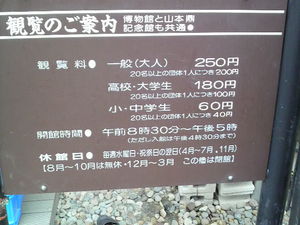 観覧のご案内 博物館と山本鼎
記念館も共通
観覧料● 一般(大人) 250円
20名以上の団体1人につき200円
高校・大学生 180円
20名以上の団体1人につき100円
小・中学生 60円
20名以上の団体1人につき40円
開館時間● 午前8時30分〜午後5時
(ただし入館は午後4時30分まで)
休館日● 毎週水曜日・祝祭日の翌日(4月〜7月、11月)
[8月〜10月は無休・12月〜3月 この櫓は閉館]